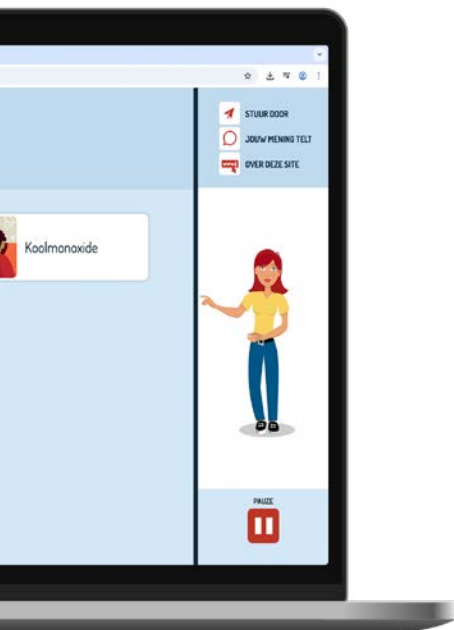 STUUR DOOR
JOUW MENING TELT
OVER DEZE SITE
Koolmonoxide
PAUZE